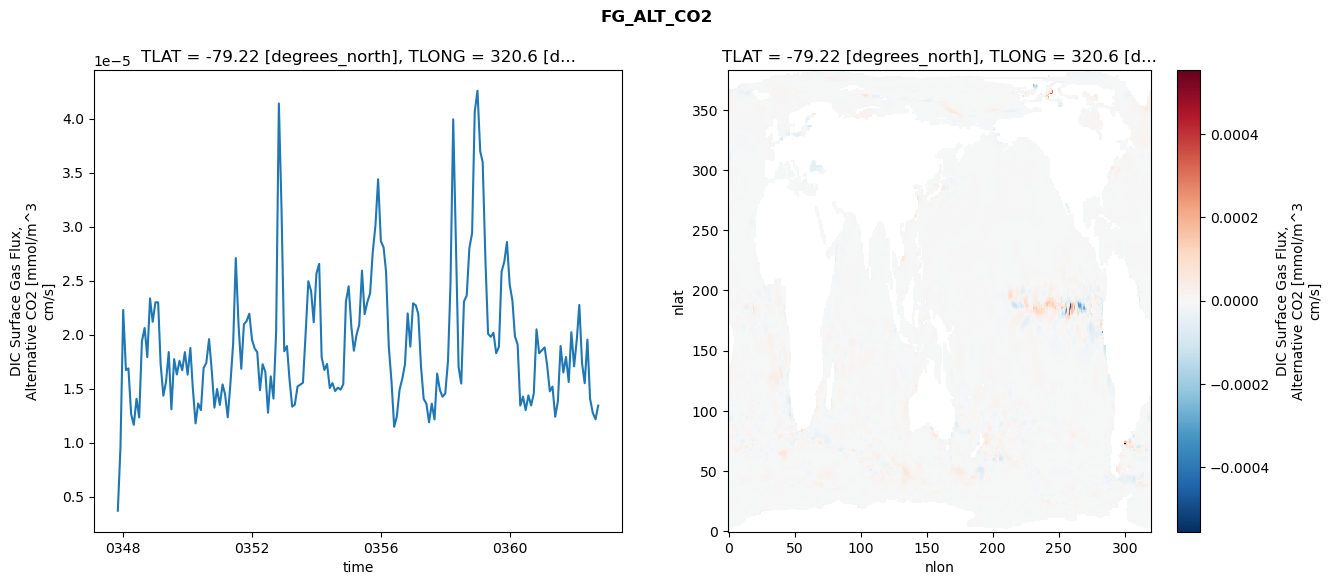 FG_ALT_CO2
TLAT = -79.22 [degrees_north], TLONG = 320.6 [d...
1e−5
4.0
3.5
3.0
2.5
2.0
1.5
1.0
0.5
DIC Surface Gas Flux,
Alternative CO2 [mmol/m^3
cm/s]
0348
0352
0356
0360
time
TLAT = -79.22 [degrees_north], TLONG = 320.6 [d...
350
300
250
200
150
100
50
0
nlat
0
50
100
150
200
250
300
nlon
0.0004
0.0002
0.0000
−0.0002
−0.0004
DIC Surface Gas Flux,
Alternative CO2 [mmol/m^3
cm/s]